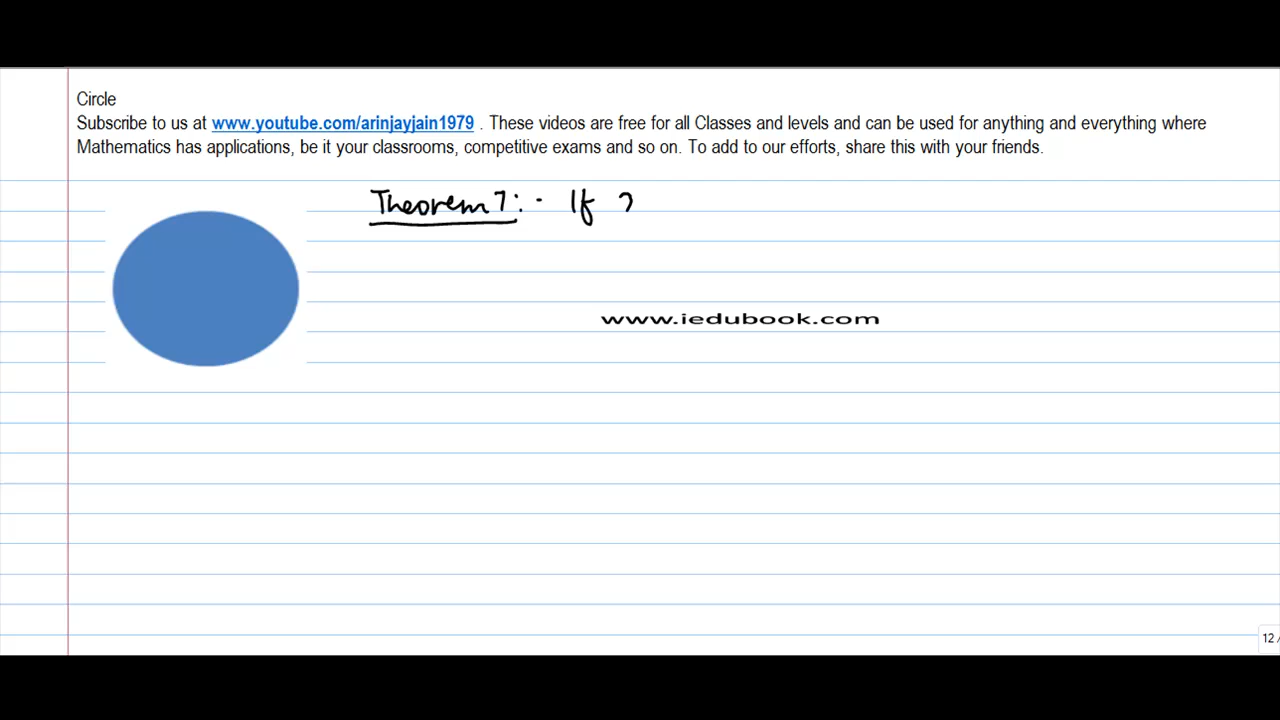 Circle
Subscribe to us at www.youtube.com/arinjayjain1979 . These videos are free for all Classes and levels and can be used for anything and everything where
Mathematics has applications, be it your classrooms, competitive exams and so on. To add to our efforts, share this with your friends.
Theorem 7:- If 2
www.iedubook.com
12/